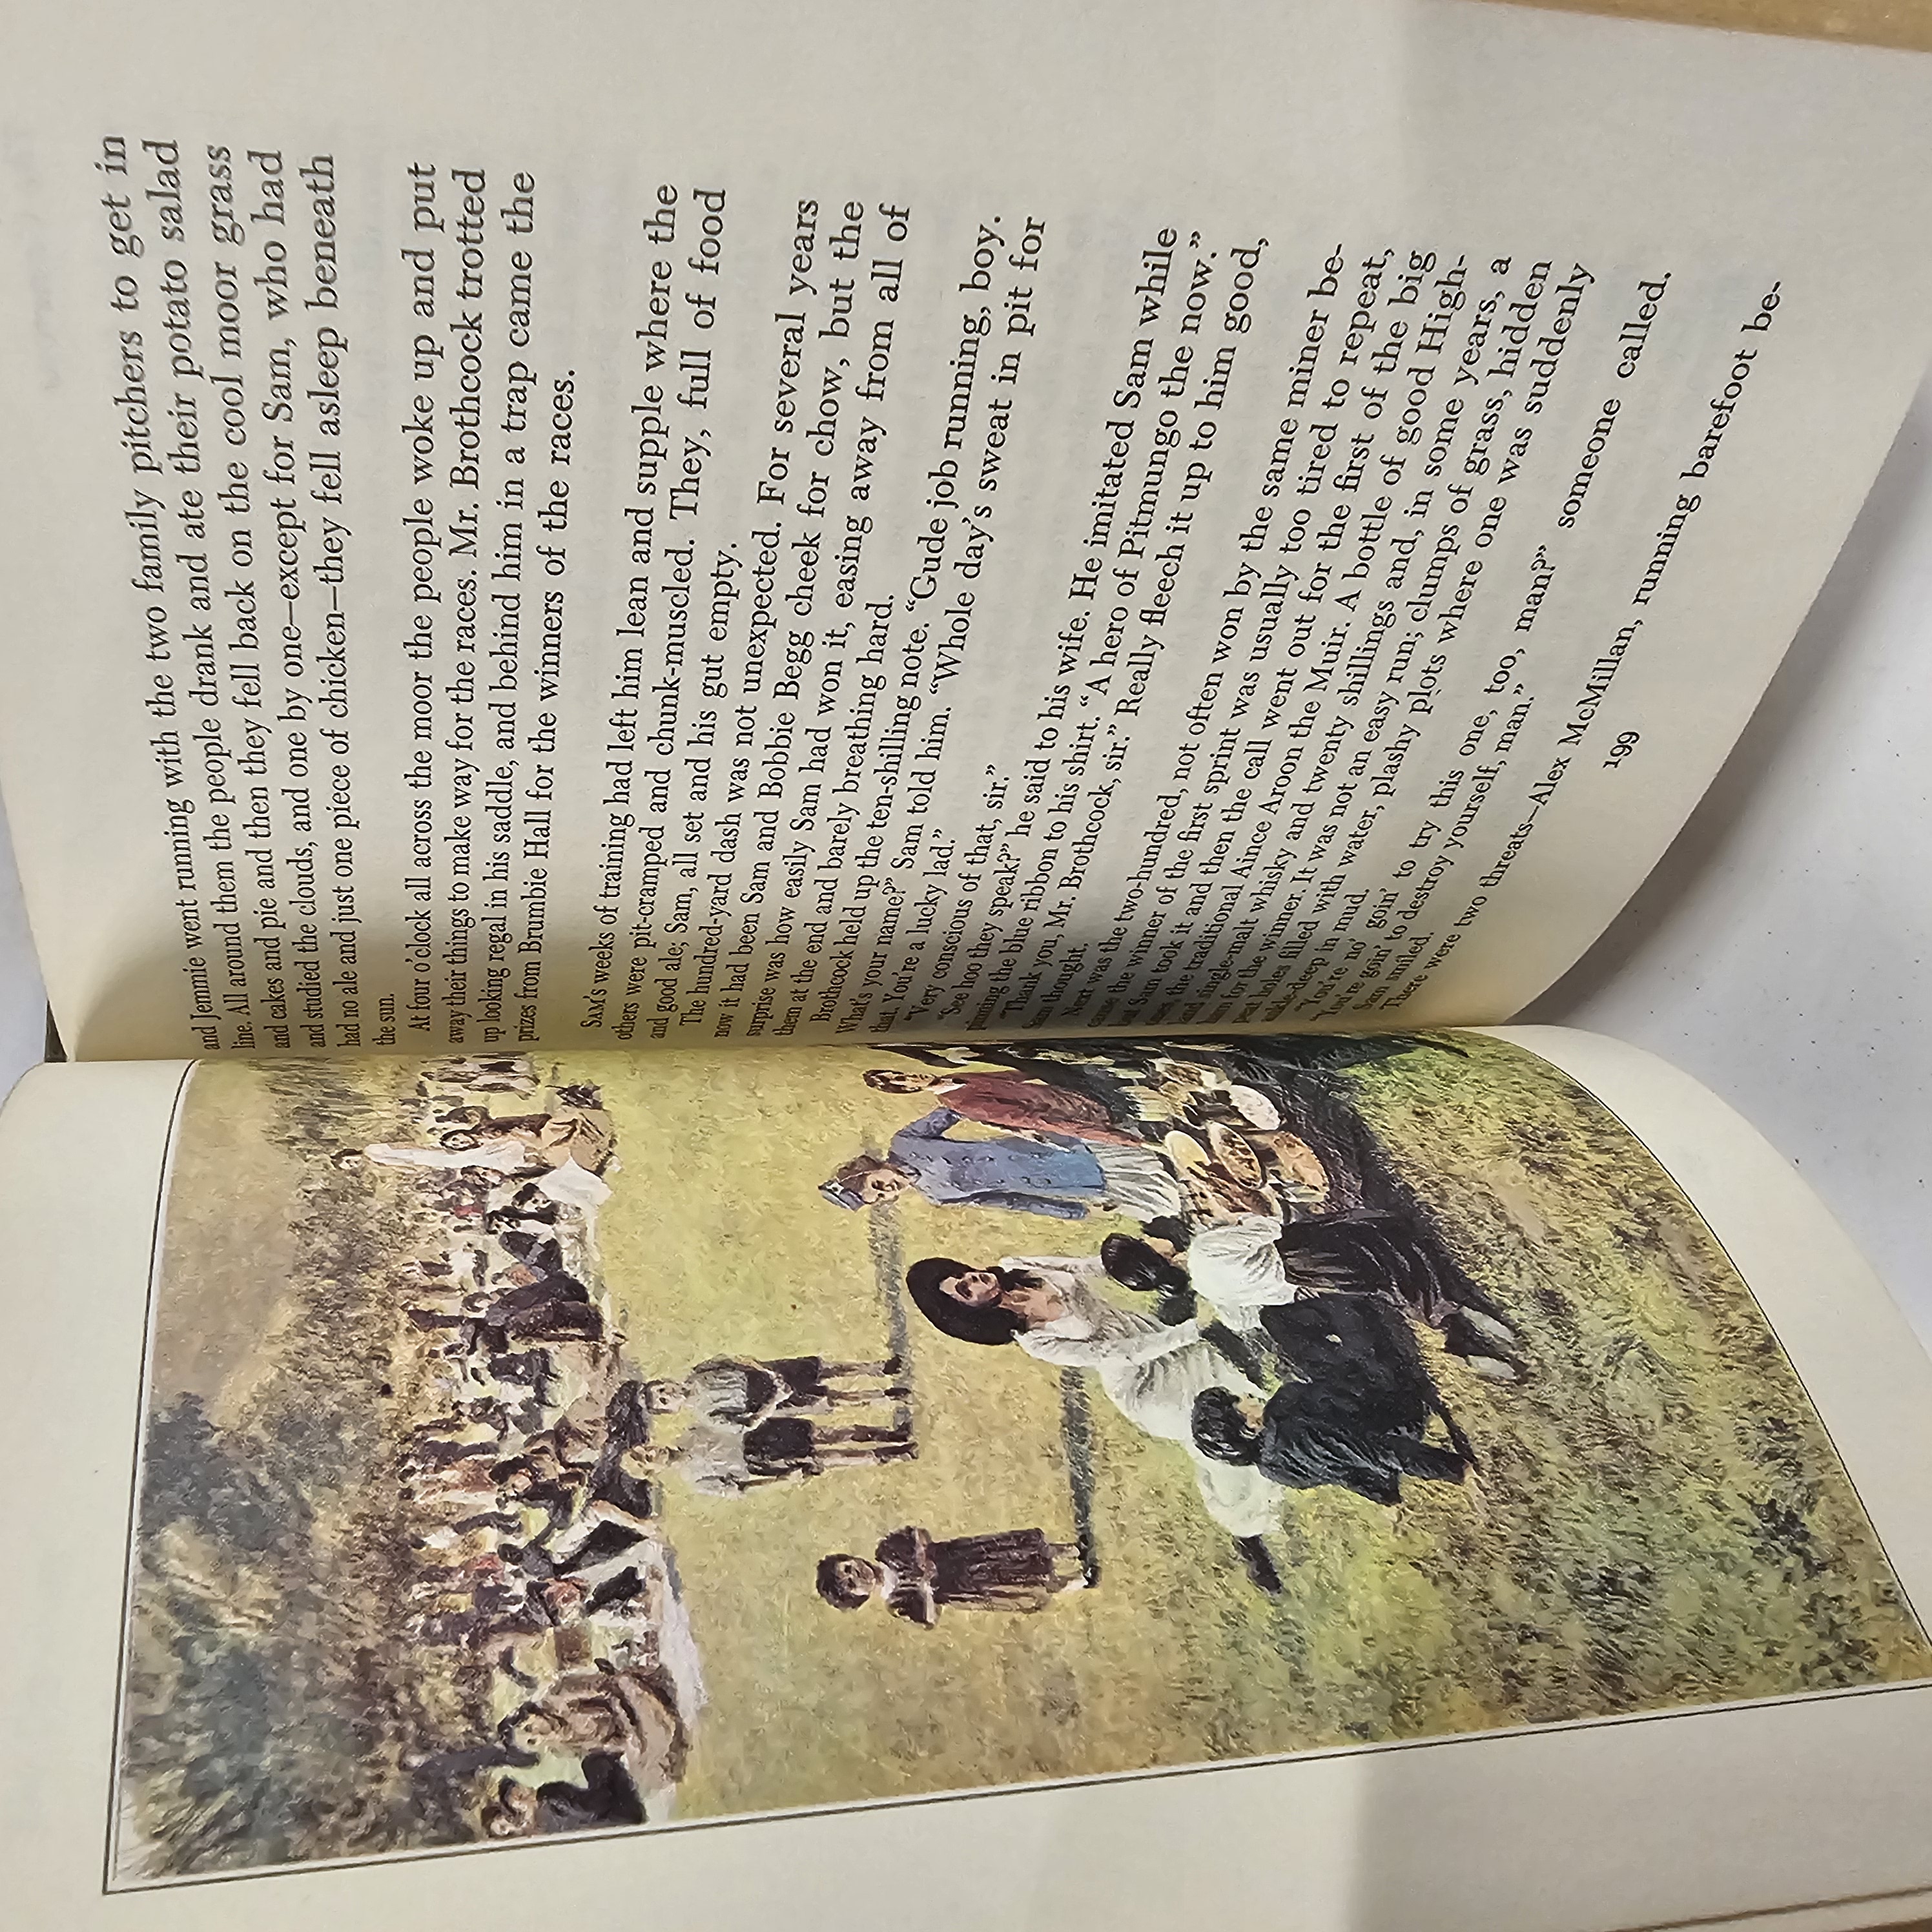 and Jemmie went running with the two family pitchers to get in
line. All around them the people drank and ate their potato salad
and cakes and pie and then they fell back on the cool moor grass
and studied the clouds, and one by one—except for Sam, who had
had no ale and just one piece of chicken—they fell asleep beneath
the sun.
At four o'clock all across the moor the people woke up and put
away their things to make way for the races. Mr. Brothcock trotted
up looking regal in his saddle, and behind him in a trap came the
prizes from Brumbie Hall for the winners of the races.
SAM'S weeks of training had left him lean and supple where the
others were pit-cramped and chunk-muscled. They, full of food
and good ale; Sam, all set and his gut empty.
The hundred-yard dash was not unexpected. For several years
now it had been Sam and Bobbie Begg cheek for chow, but the
surprise was how easily Sam had won it, easing away from all of
them at the end and barely breathing hard.
Brothcock held up the ten-shilling note. “Gude job running, boy.
What's your name?” Sam told him. “Whole day's sweat in pit for
that. You're a lucky lad.”
“Very conscious of that, sir.”
“See hoo they speak?” he said to his wife. He imitated Sam while
pinning the blue ribbon to his shirt. “A hero of Pitmungo the now.”
“Thank you, Mr. Brothcock, sir.” Really fleech it up to him good,
Sam thought.
Next was the two-hundred, not often won by the same miner be-
cause the winner of the first sprint was usually too tired to repeat,
but Sam took it and then the call went out for the first of the big
ones, the traditional Aince Aroon the Muir. A bottle of good High-
land single-malt whisky and twenty shillings and, in some years, a
ham for the winner. It was not an easy run; clumps of grass, hidden
peat holes filled with water, plashy plots where one was suddenly
ankle-deep in mud.
“You're no' goin' to try this one, too, man?” someone called.
“You're goin' to destroy yourself, man.”
Sam smiled.
There were two threats—Alex McMillan, running barefoot be-
199